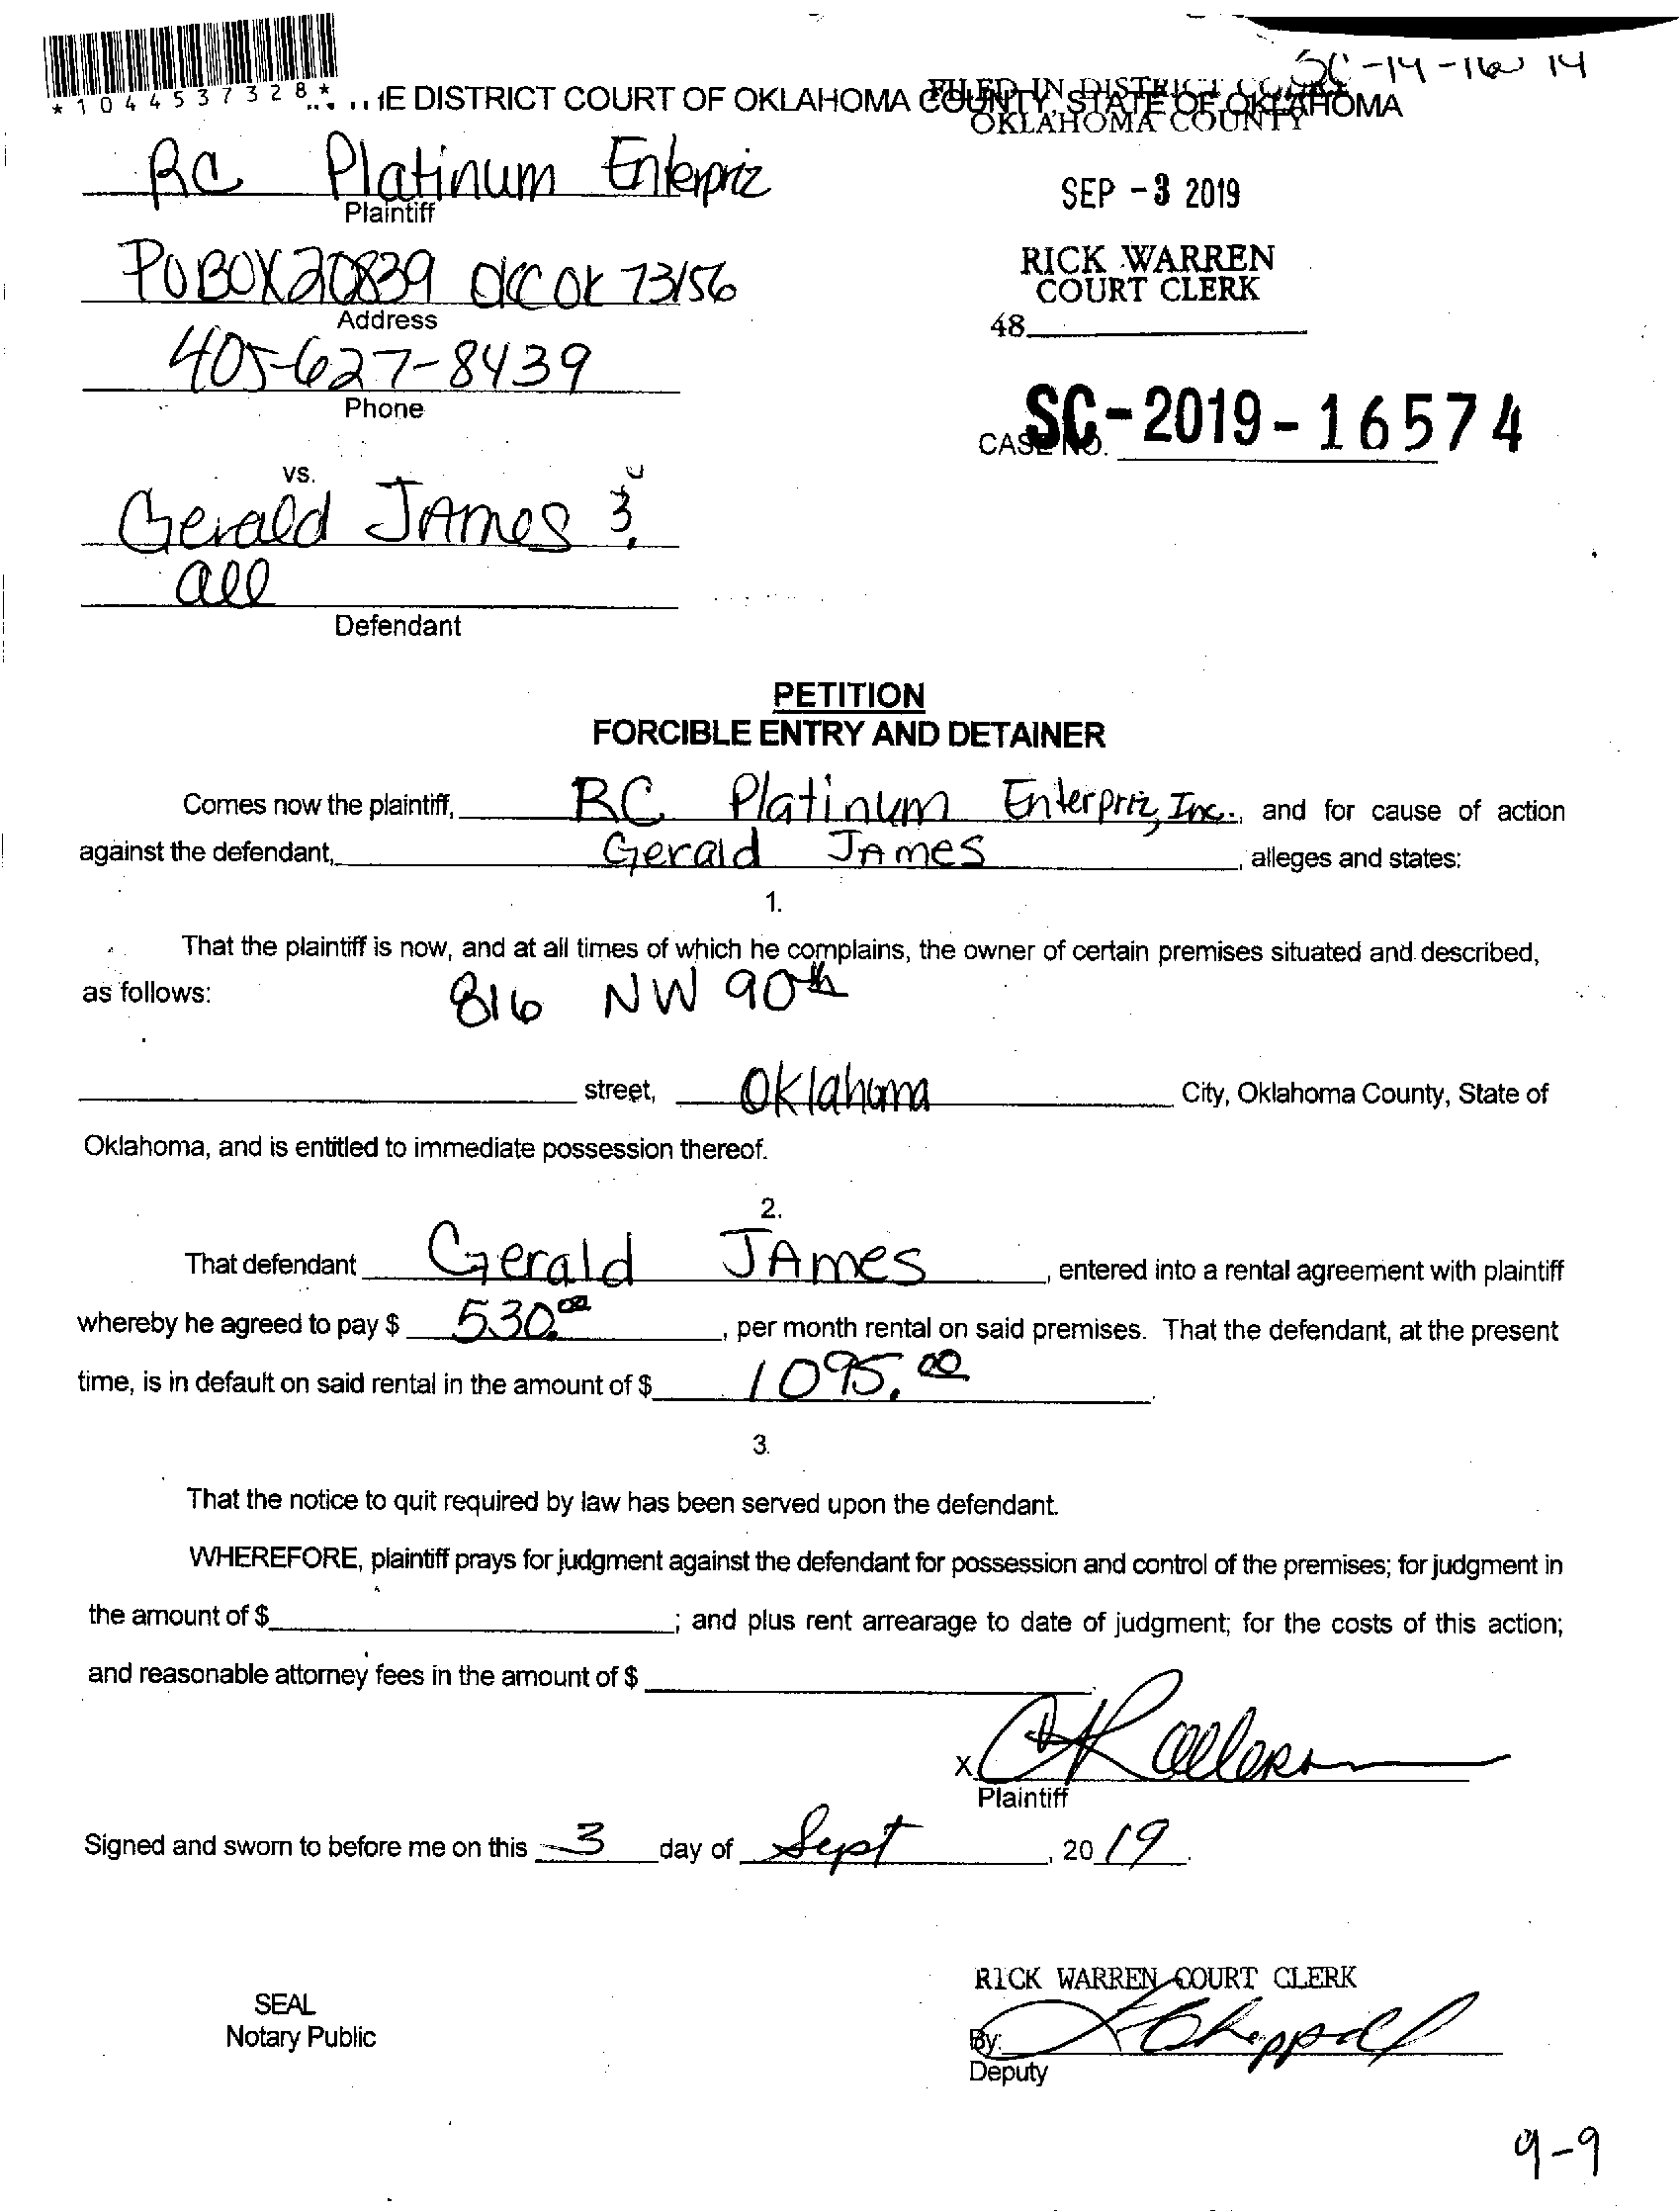 SC-14-16 14
*1044537328*
HE DISTRICT COURT OF OKLAHOMA COUNTY, STATE OF OKLAHOMA
FILED IN DISTRICT COURT
OKLAHOMA COUNTY
RC Platinum Enterpriz
Plaintiff
SEP -3 2019
RICK WARREN
COURT CLERK
48
PO BOX 20839 OKC OK 73156
Address
405-627-8439
Phone
CASE NO. SC-2019-16574
vs.
Gerald JAmes &
all
Defendant
PETITION
FORCIBLE ENTRY AND DETAINER
Comes now the plaintiff, RC Platinum Enterpriz, Inc., and for cause of action
against the defendant, Gerald JAmes, alleges and states:
1.
That the plaintiff is now, and at all times of which he complains, the owner of certain premises situated and described,
as follows: 816 NW 90th
street, Oklahoma City, Oklahoma County, State of
Oklahoma, and is entitled to immediate possession thereof.
2.
That defendant Gerald JAmes, entered into a rental agreement with plaintiff
whereby he agreed to pay $ 530.00, per month rental on said premises. That the defendant, at the present
time, is in default on said rental in the amount of $ 1095.00.
3.
That the notice to quit required by law has been served upon the defendant.
WHEREFORE, plaintiff prays for judgment against the defendant for possession and control of the premises; for judgment in
the amount of $ ; and plus rent arrearage to date of judgment; for the costs of this action;
and reasonable attorney fees in the amount of $ .
X
Plaintiff
Signed and sworn to before me on this 3 day of Sept, 20 19.
RICK WARREN COURT CLERK
SEAL
Notary Public
By:
Deputy
9-9